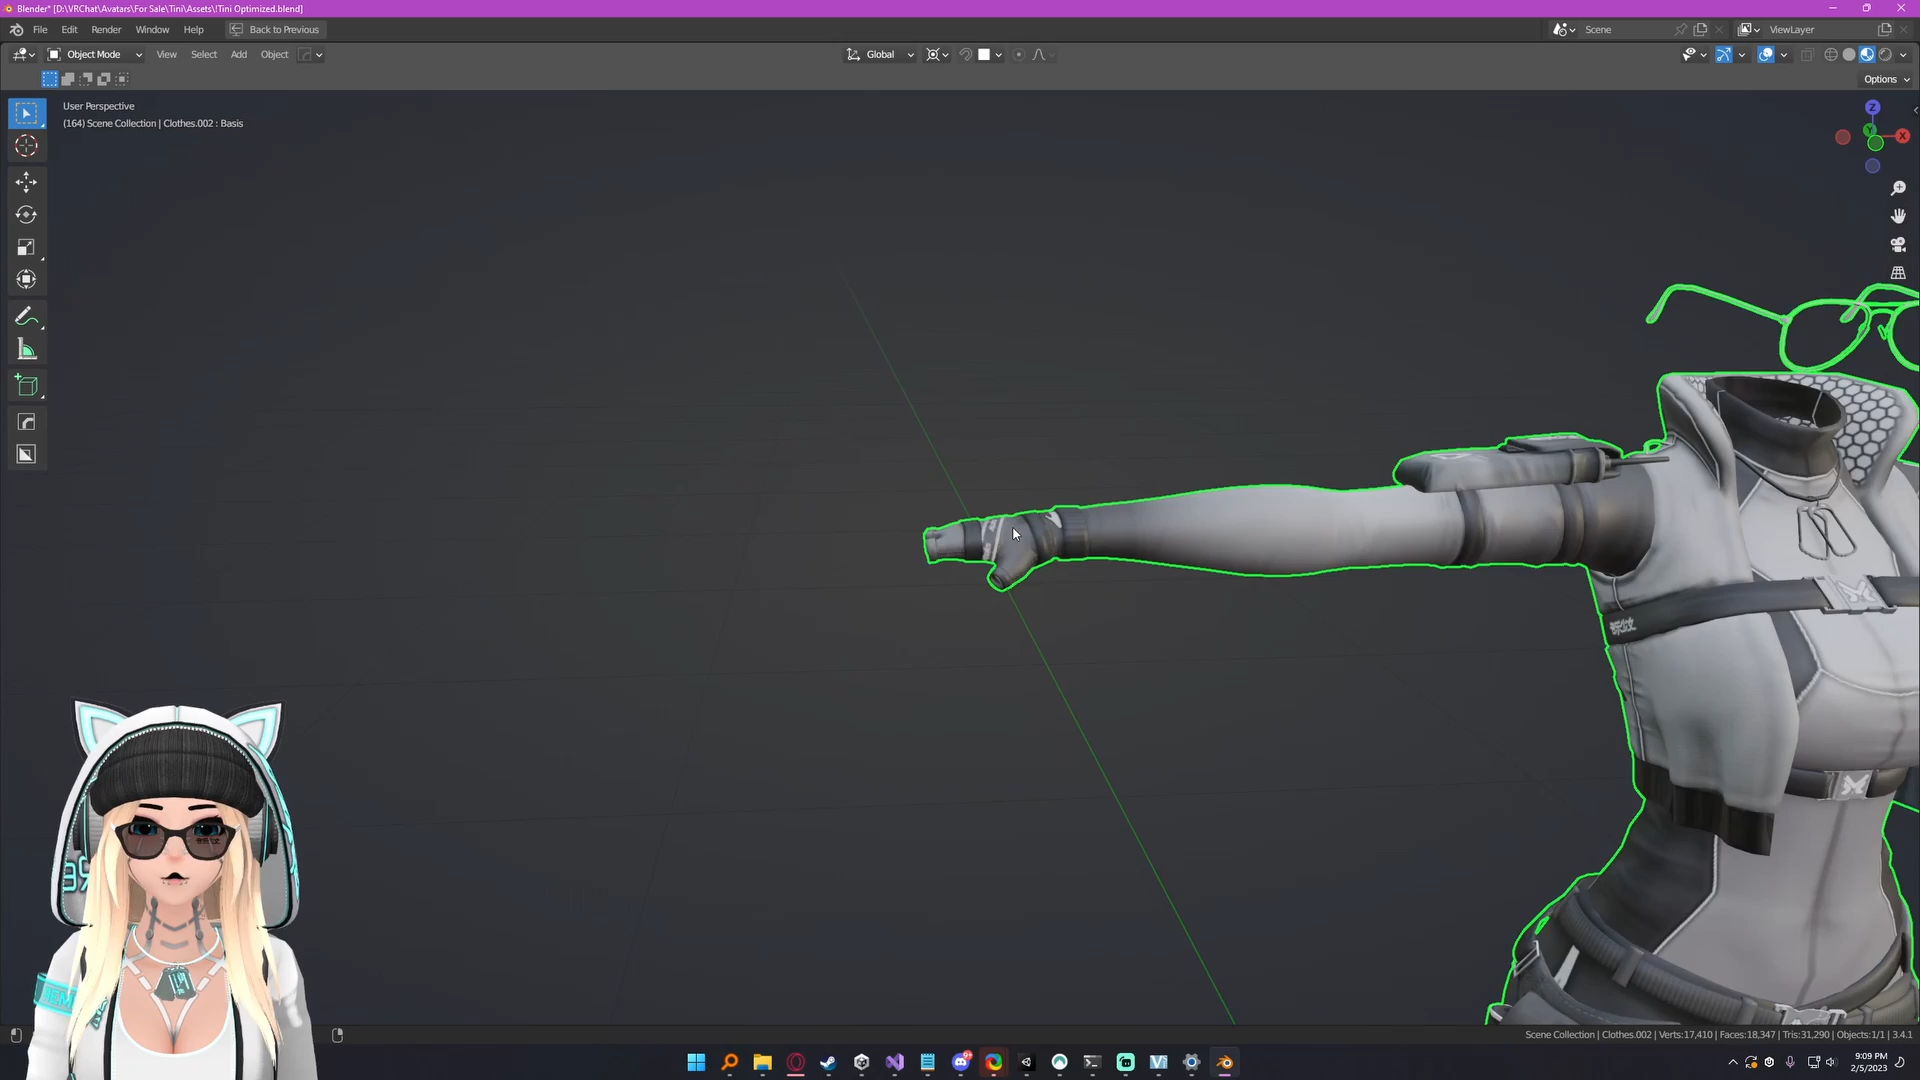 Blender* [D:\VRChat\Avatars\For Sale\Tini\Assets\!Tini Optimized.blend]
File Edit Render Window Help Back to Previous Scene ViewLayer
Object Mode View Select Add Object Global
Options
User Perspective
(164) Scene Collection | Clothes.002 : Basis
Z
Y
X
Scene Collection | Clothes.002 | Verts:17,410 | Faces:18,347 | Tris:31,290 | Objects:1/1 | 3.4.1
9:09 PM
2/5/2023